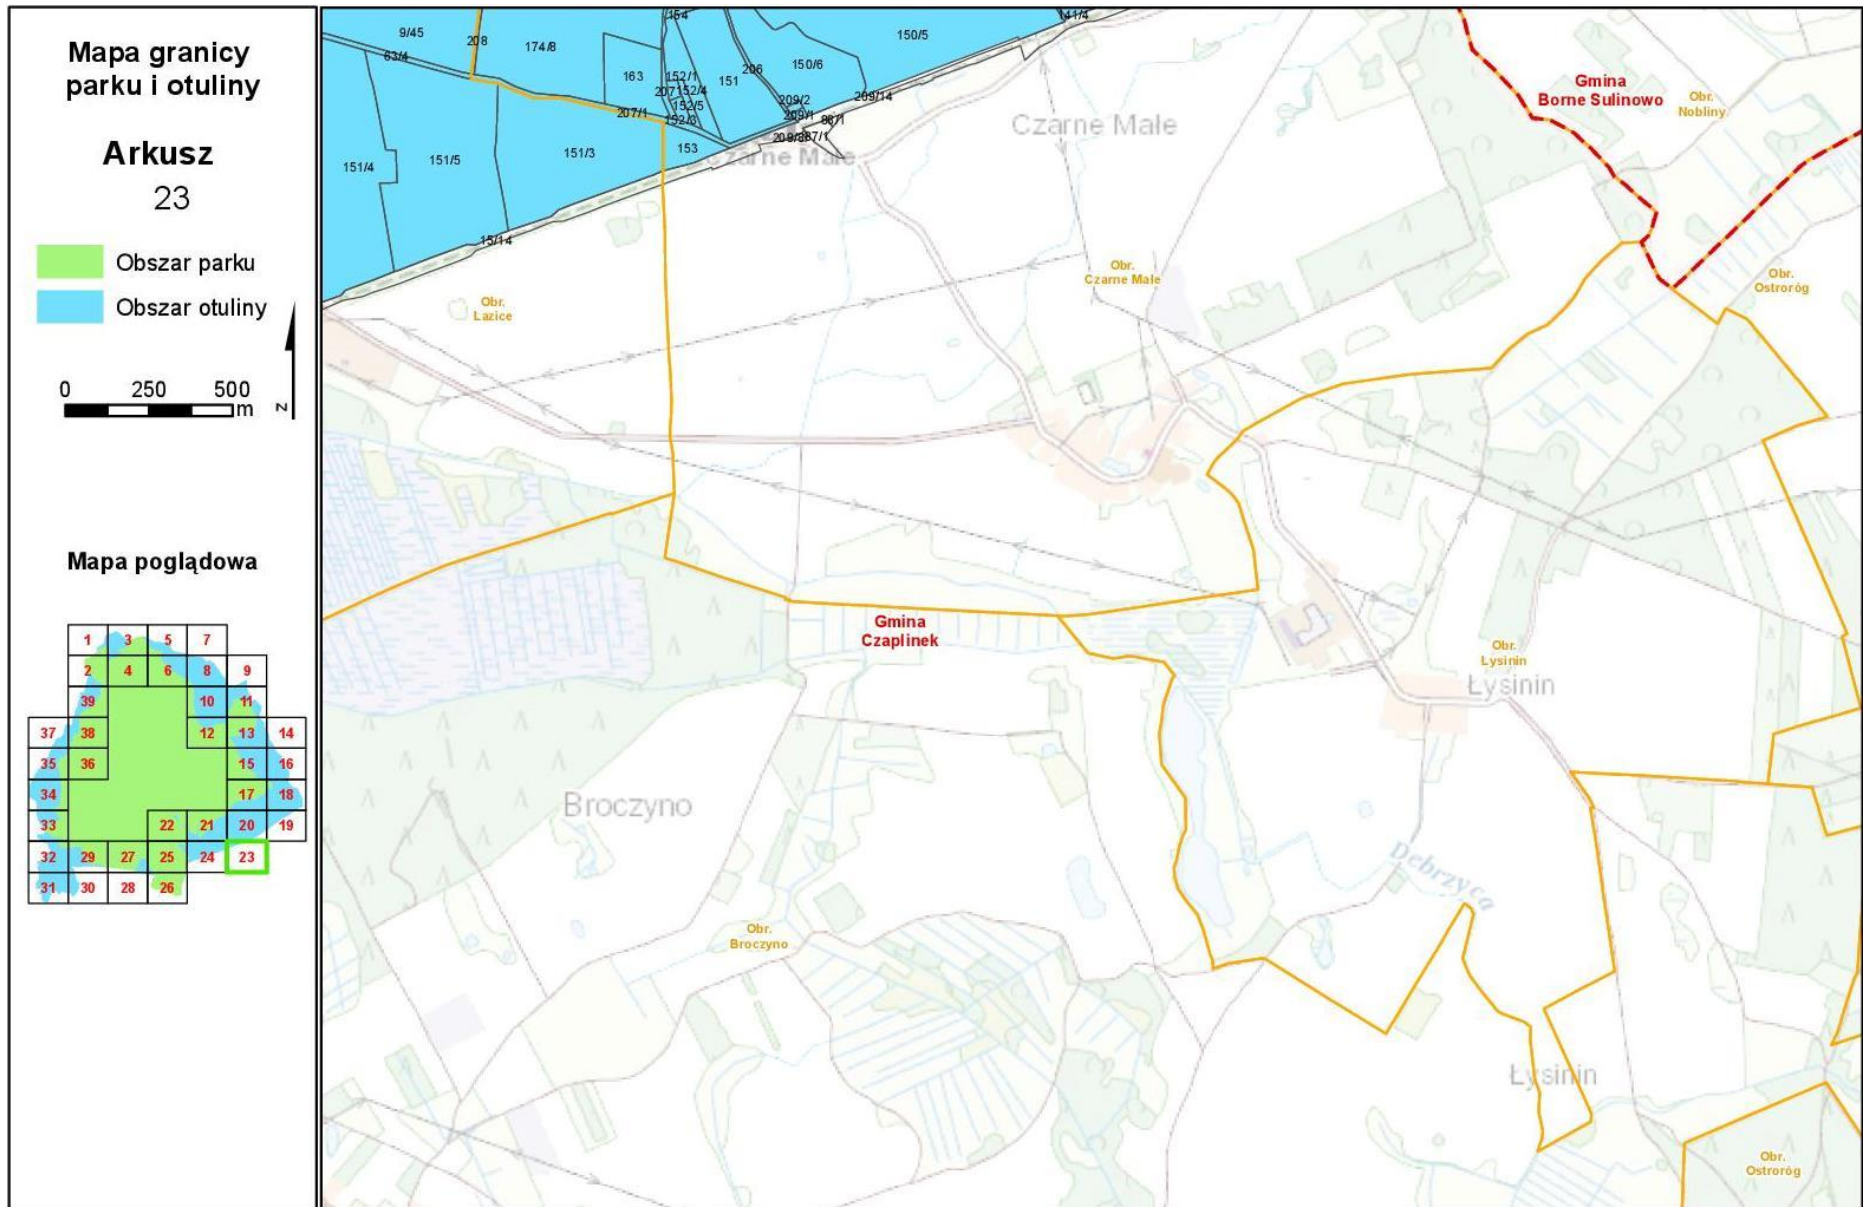 Mapa granicy
parku i otuliny
Arkusz
23
Obszar parku
Obszar otuliny
0 250 500
m
z
Mapa poglądowa
1 3 5 7
2 4 6 8 9
39 10 11
37 38 12 13 14
35 36 15 16
34 17 18
33 22 21 20 19
32 29 27 25 24 23
31 30 28 26
9/45
208
174/8
154
150/5
141/4
63/4
163
152/1
151
206
150/6
207
152/4
209/2
209/14
207/1
152/5
152/3
209/1
88/1
209/8
87/1
151/4
151/5
151/3
153
Czarne Małe
15/14
Czarne Małe
Gmina
Borne Sulinowo
Obr.
Nobliny
Obr.
Czarne Małe
Obr.
Ostroróg
Obr.
Łazice
Gmina
Czaplinek
Obr.
Łysinin
Łysinin
Broczyno
Debrzyca
Obr.
Broczyno
Łysinin
Obr.
Ostroróg